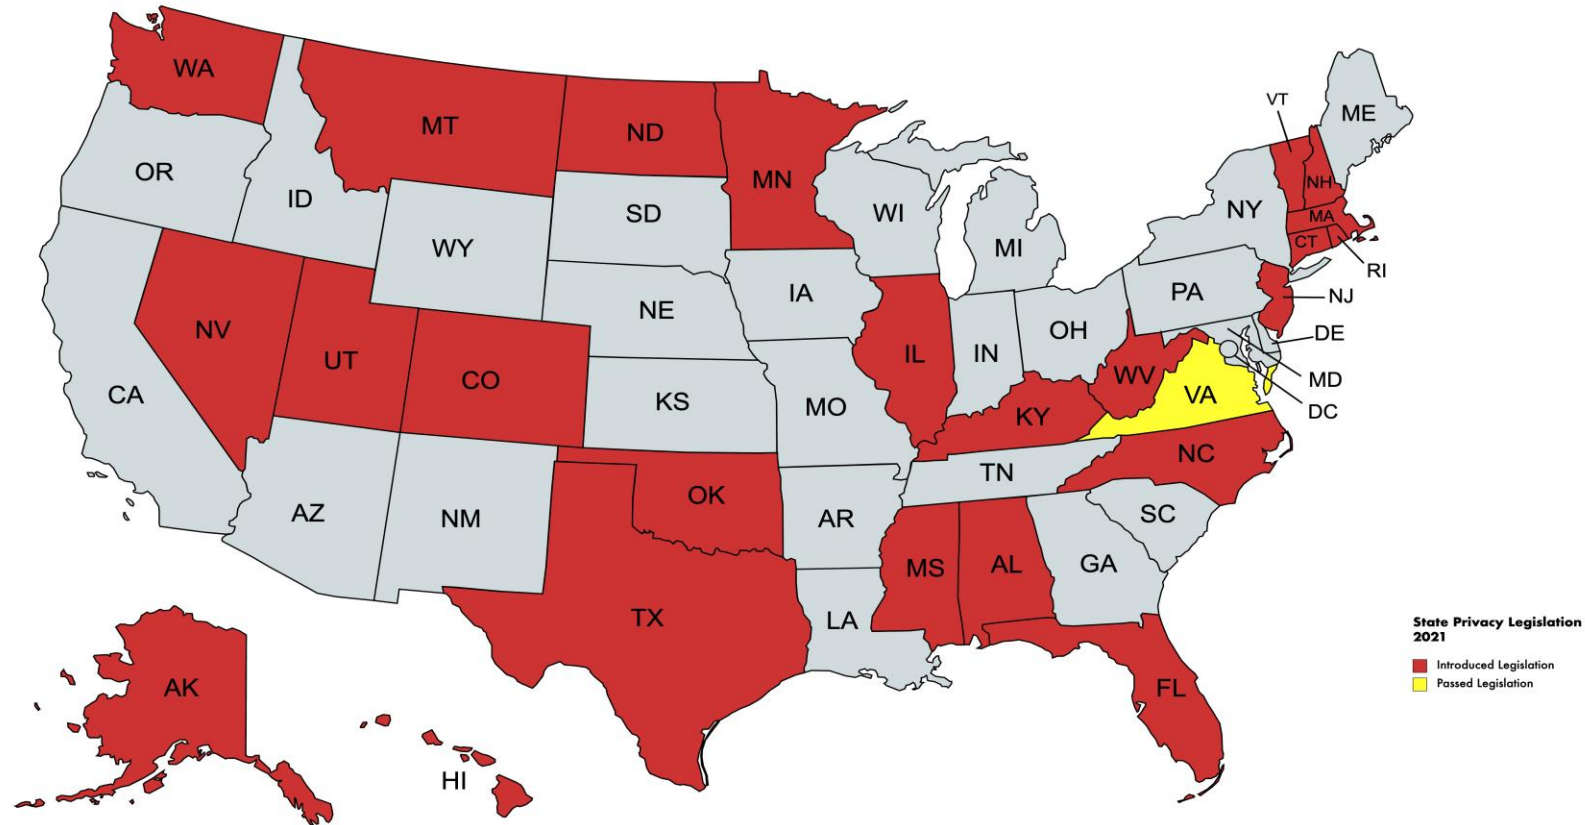 WA
MT
ND
MN
VT
ME
OR
ID
SD
WI
NH
WY
MI
NY
MA
CT
RI
NV
UT
CO
NE
IA
IL
IN
OH
PA
NJ
DE
CA
KS
MO
KY
WV
VA
MD
DC
AZ
NM
OK
AR
TN
NC
SC
MS
AL
GA
TX
LA
FL
AK
HI
State Privacy Legislation
2021
Introduced Legislation
Passed Legislation